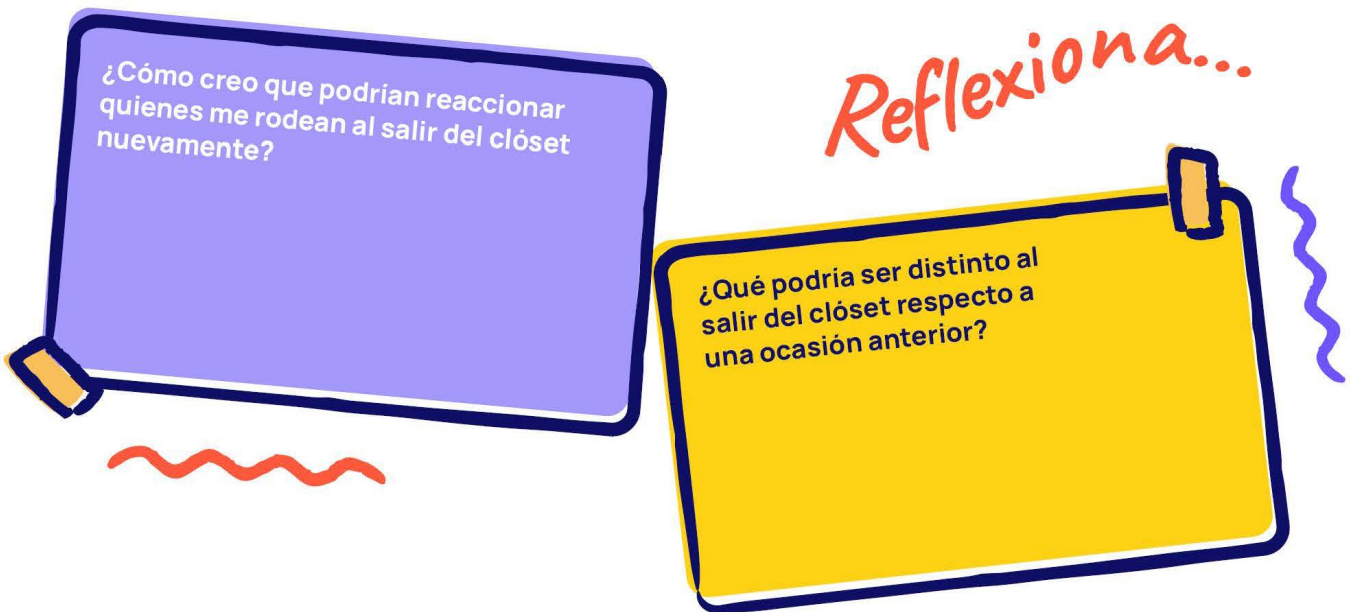 Reflexiona...
¿Cómo creo que podrían reaccionar
quienes me rodean al salir del clóset
nuevamente?
¿Qué podría ser distinto al
salir del clóset respecto a
una ocasión anterior?